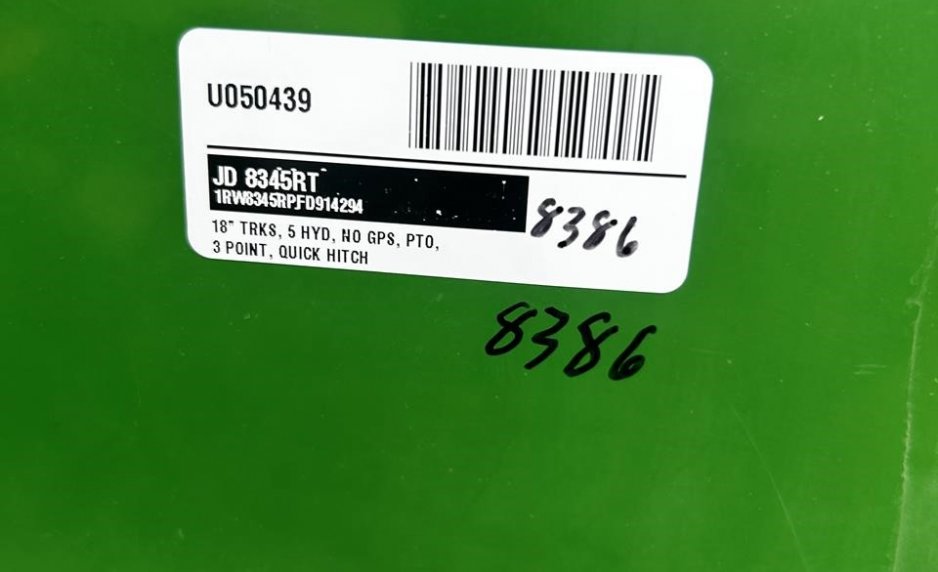 U050439
JD 8345RT
1RW8345RPFD914294
8386
18" TRKS, 5 HYD, NO GPS, PTO,
3 POINT, QUICK HITCH
8386